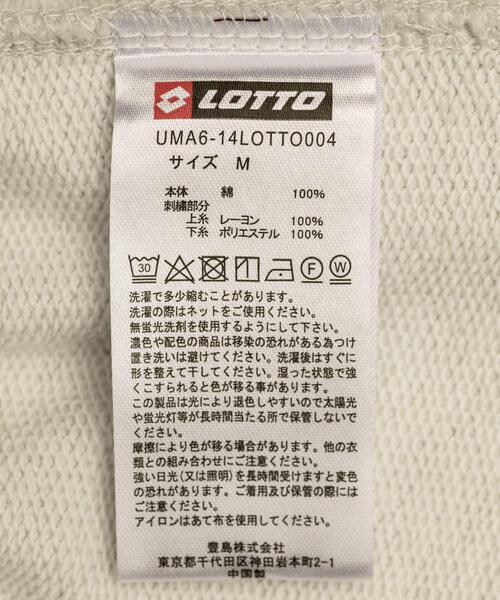 LOTTO
UMA6-14LOTTO004
サイズ M
本体 綿 100%
刺繍部分
上糸 レーヨン 100%
下糸 ポリエステル 100%
30 F W
洗濯で多少縮むことがあります。
洗濯の際はネットをご使用ください。
無蛍光洗剤を使用するようにして下さい。
濃色や配色の商品は移染の恐れがある為つけ
置き洗いは避けてください。洗濯後はすぐに
形を整えて干してください。湿った状態で強
くこすられると色が移る事があります。
この製品は光により退色しやすいので太陽光
や蛍光灯等が長時間当たる所で保管しないで
ください。
摩擦により色が移る場合があります。他の衣
類との組み合わせにご注意ください。
強い日光(又は照明)を長時間受けますと変色
の恐れがあります。ご着用及び保管の際には
ご注意ください。
アイロンはあて布を使用してください。
豊島株式会社
東京都千代田区神田岩本町2-1
中国製